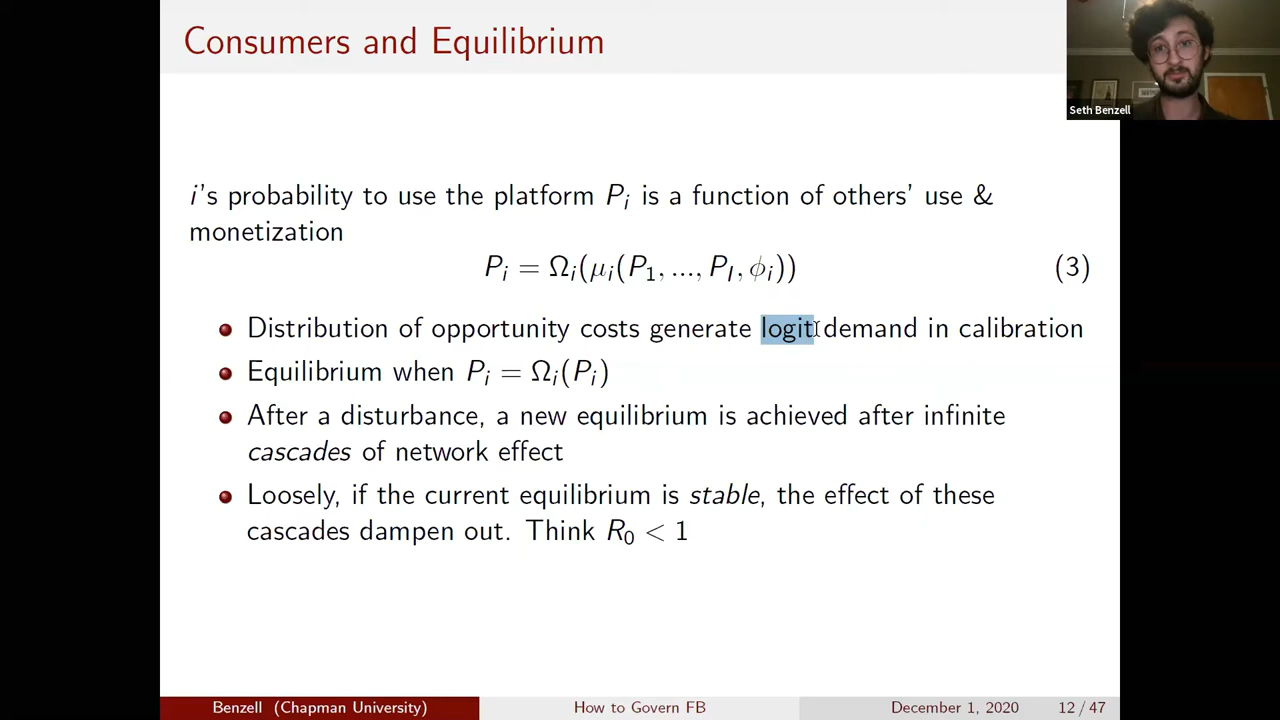 Consumers and Equilibrium
Seth Benzell
i's probability to use the platform P_i is a function of others' use &
monetization
P_i = Ω_i(μ_i(P_1, ..., P_I, ϕ_i)) (3)
Distribution of opportunity costs generate logit demand in calibration
Equilibrium when P_i = Ω_i(P_i)
After a disturbance, a new equilibrium is achieved after infinite
cascades of network effect
Loosely, if the current equilibrium is stable, the effect of these
cascades dampen out. Think R_0 < 1
Benzell (Chapman University) How to Govern FB December 1, 2020 12 / 47